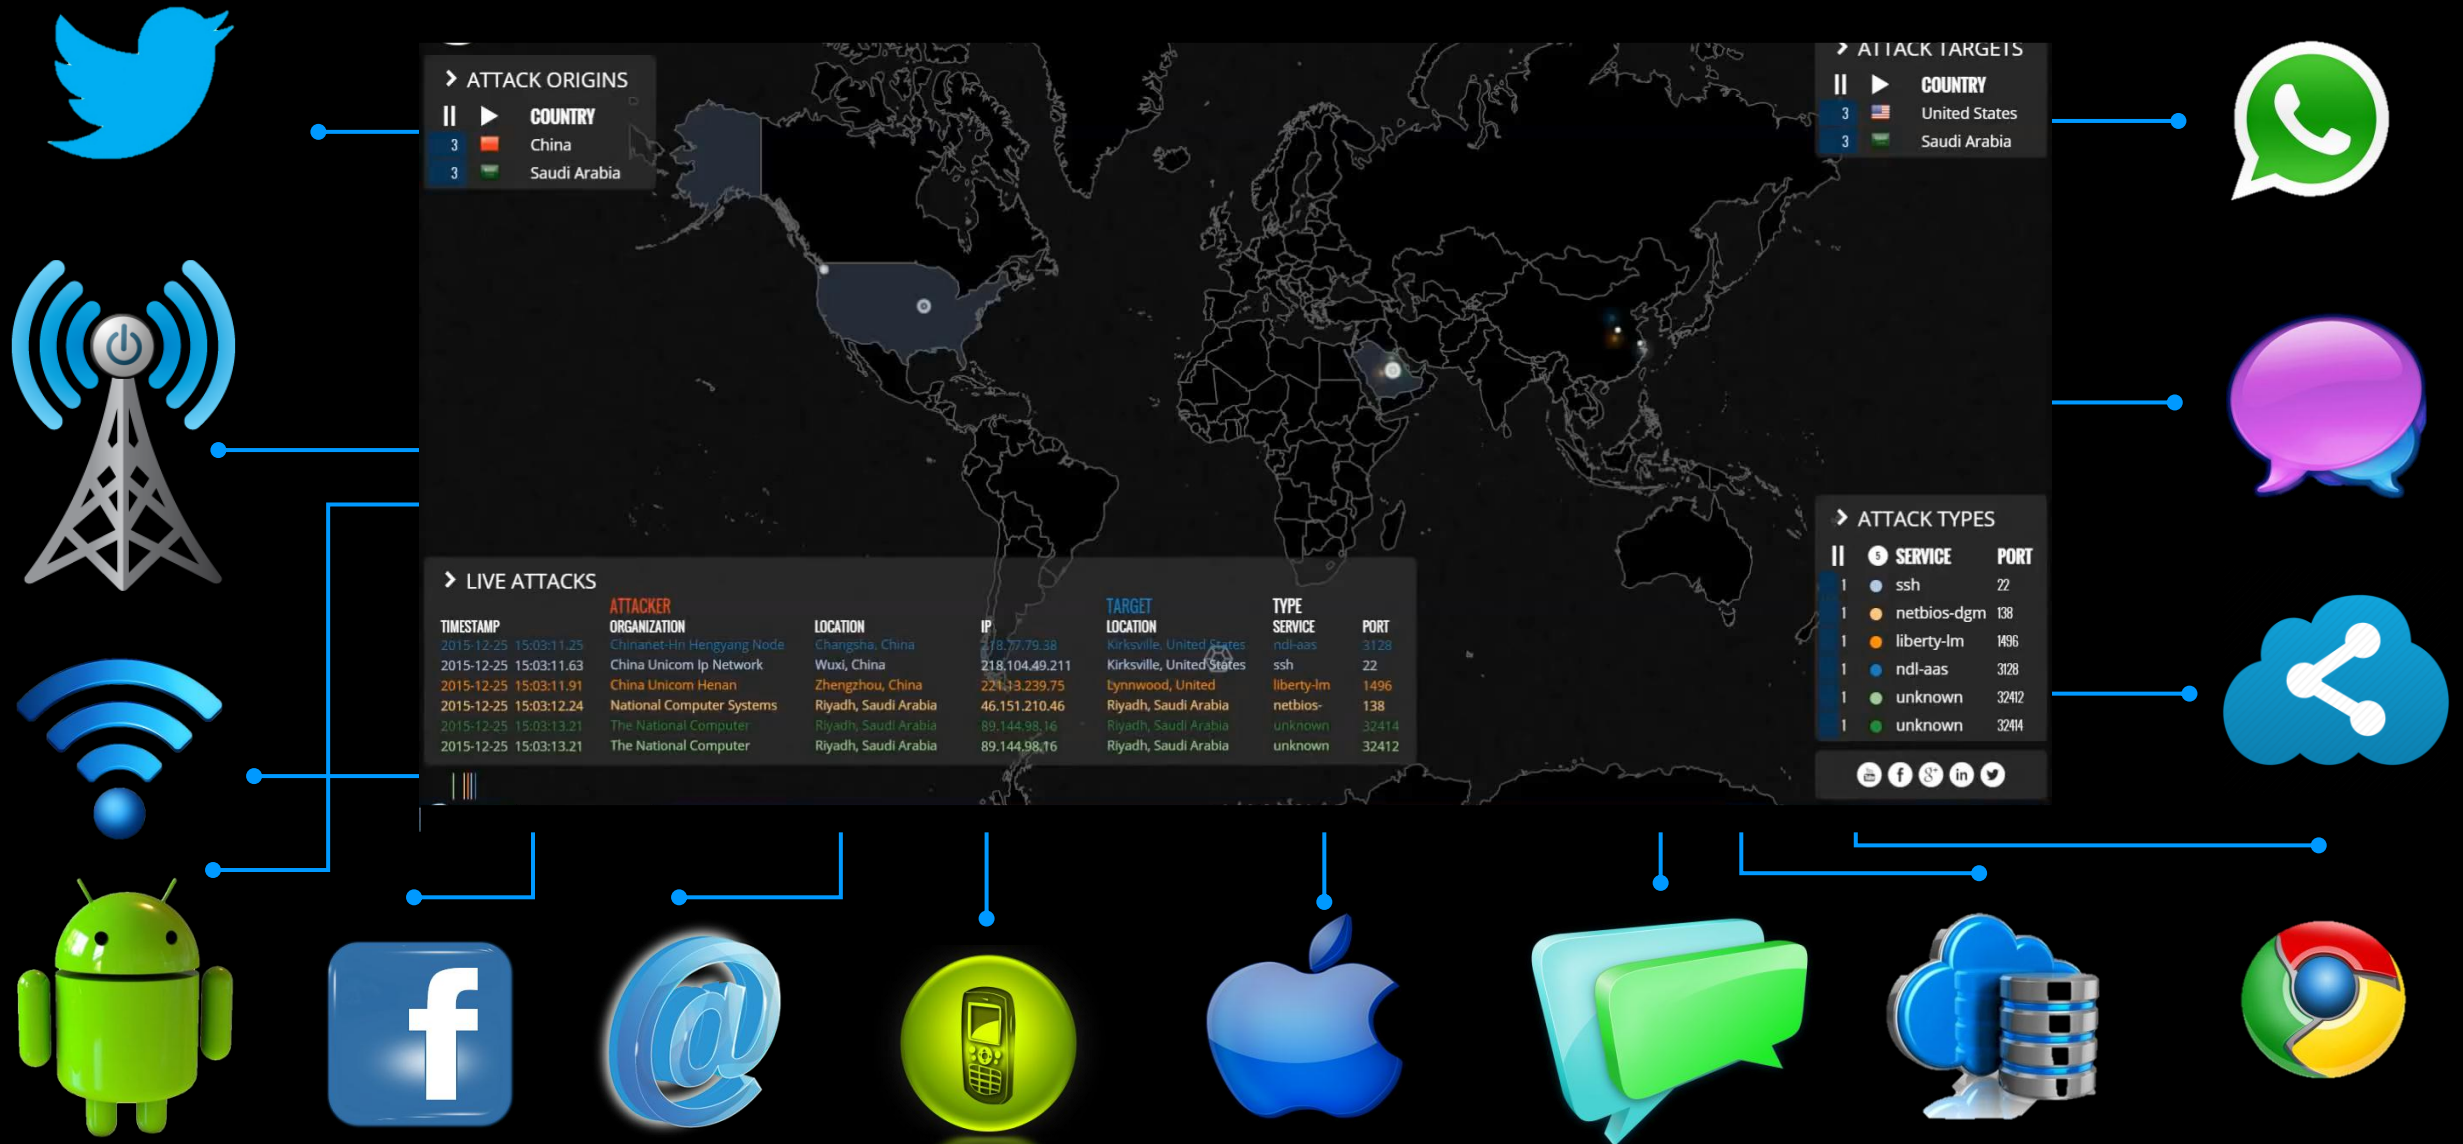 ATTACK ORIGINS
COUNTRY
3 China
3 Saudi Arabia
ATTACK TARGETS
COUNTRY
3 United States
3 Saudi Arabia
LIVE ATTACKS
ATTACKER TARGET TYPE
TIMESTAMP ORGANIZATION LOCATION IP LOCATION SERVICE PORT
2015-12-25 15:03:11.25 Chinanet-Hn Hengyang Node Changsha, China 218.77.79.38 Kirksville, United States ndl-aas 3128
2015-12-25 15:03:11.63 China Unicom Ip Network Wuxi, China 218.104.49.211 Kirksville, United States ssh 22
2015-12-25 15:03:11.91 China Unicom Henan Zhengzhou, China Lynnwood, United liberty-lm 1496
2015-12-25 15:03:12.24 National Computer Systems Riyadh, Saudi Arabia 46.151.210.46 Riyadh, Saudi Arabia netbios- 138
2015-12-25 15:03:13.21 The National Computer Riyadh, Saudi Arabia 89.144.98.16 Riyadh, Saudi Arabia unknown 32414
2015-12-25 15:03:13.21 The National Computer Riyadh, Saudi Arabia 89.144.98.16 Riyadh, Saudi Arabia unknown 32412
ATTACK TYPES
5 SERVICE PORT
1 ssh 22
1 netbios-dgm 138
1 liberty-lm 1496
1 ndl-aas 3128
1 unknown 32412
1 unknown 32414